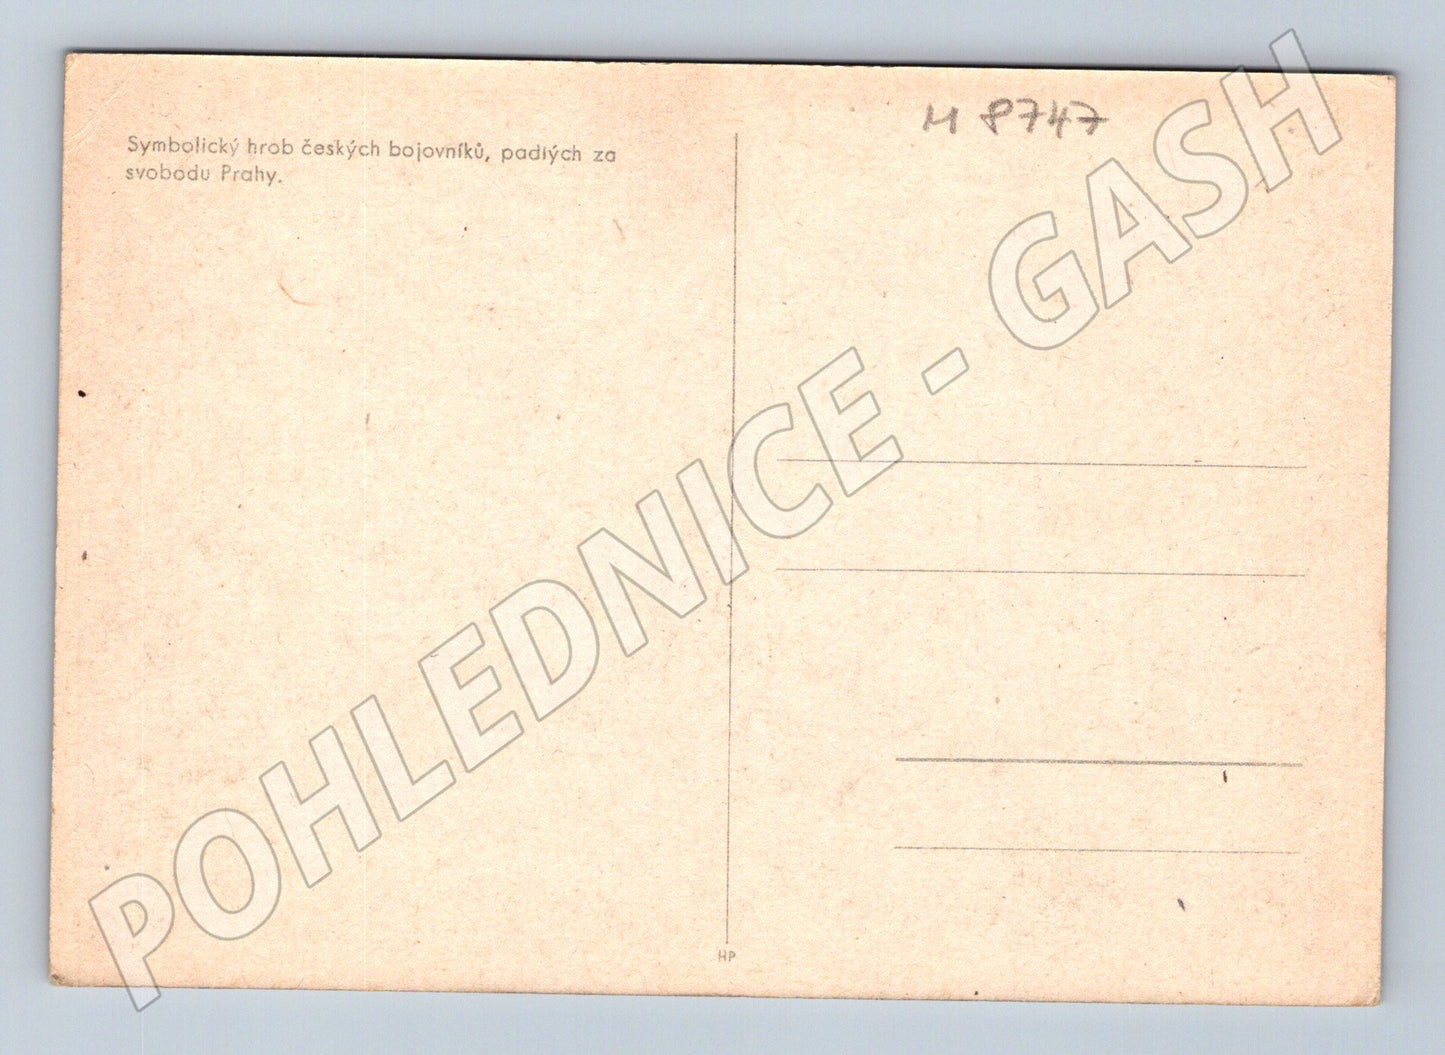 M 8747
Symbolický hrob českých bojovníků, padlých za
svobodu Prahy.
POHLEDNICE - GASH
HP